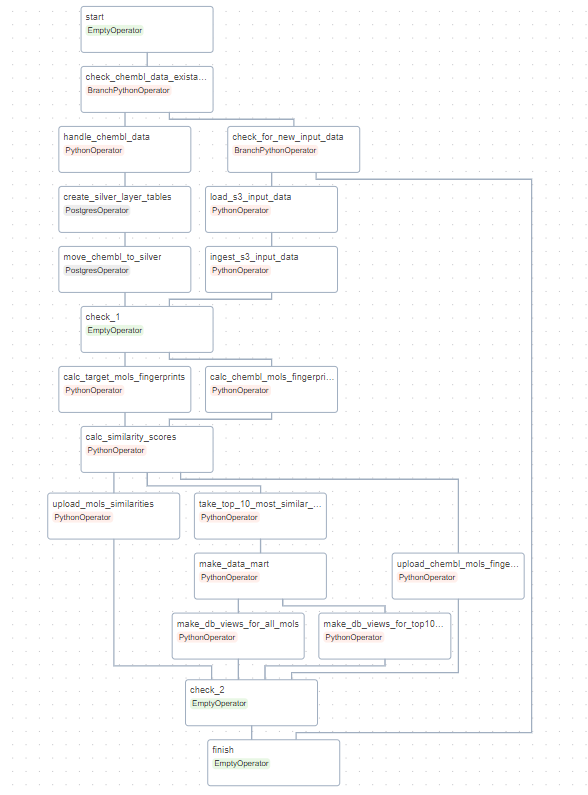 start
EmptyOperator
check_chembl_data_exista...
BranchPythonOperator
handle_chembl_data
PythonOperator
check_for_new_input_data
BranchPythonOperator
create_silver_layer_tables
PostgresOperator
load_s3_input_data
PythonOperator
move_chembl_to_silver
PostgresOperator
ingest_s3_input_data
PythonOperator
check_1
EmptyOperator
calc_target_mols_fingerprints
PythonOperator
calc_chembl_mols_fingerpri...
PythonOperator
calc_similarity_scores
PythonOperator
upload_mols_similarities
PythonOperator
take_top_10_most_similar_...
PythonOperator
make_data_mart
PythonOperator
upload_chembl_mols_finge...
PythonOperator
make_db_views_for_all_mols
PythonOperator
make_db_views_for_top10...
PythonOperator
check_2
EmptyOperator
finish
EmptyOperator